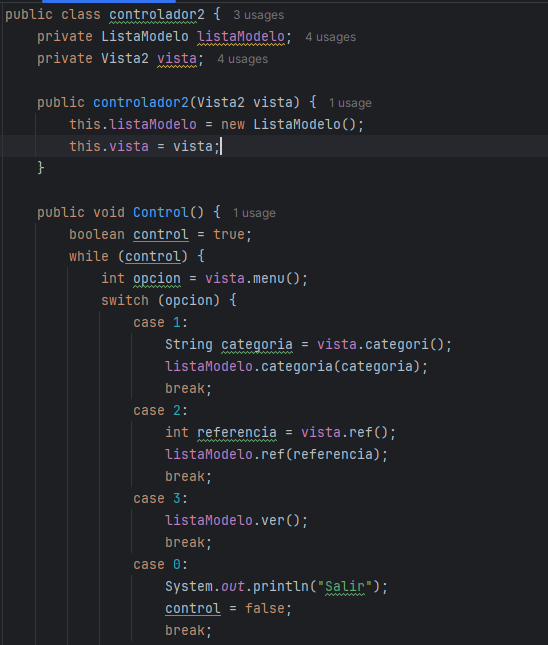 public class controlador2 { 3 usages
private ListaModelo listaModelo; 4 usages
private Vista2 vista; 4 usages
public controlador2(Vista2 vista) { 1 usage
this.listaModelo = new ListaModelo();
this.vista = vista;
}
public void Control() { 1 usage
boolean control = true;
while (control) {
int opcion = vista.menu();
switch (opcion) {
case 1:
String categoria = vista.categori();
listaModelo.categoria(categoria);
break;
case 2:
int referencia = vista.ref();
listaModelo.ref(referencia);
break;
case 3:
listaModelo.ver();
break;
case 0:
System.out.println("Salir");
control = false;
break;